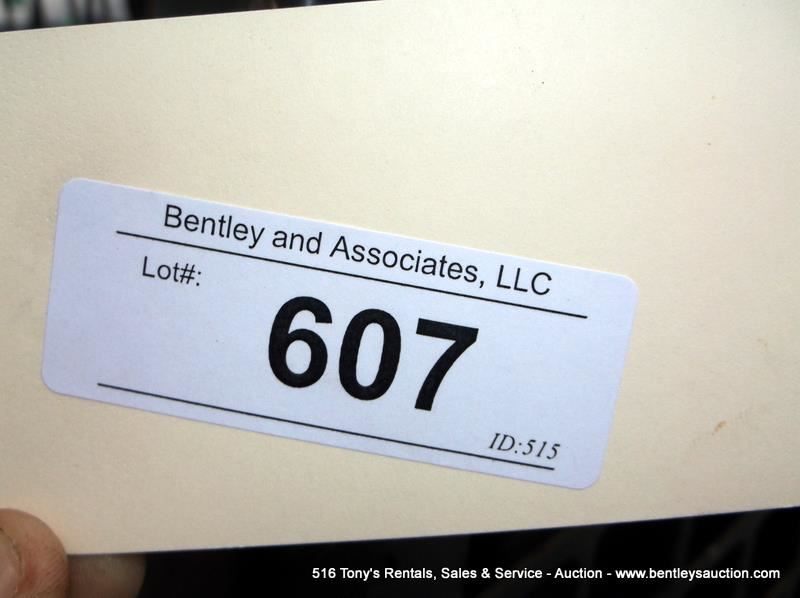 Bentley and Associates, LLC
Lot#:
607
ID:515
516 Tony's Rentals, Sales & Service - Auction - www.bentleysauction.com